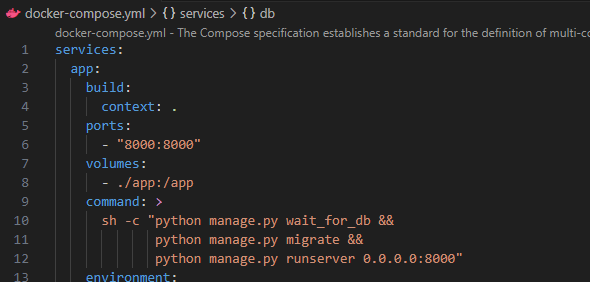 docker-compose.yml > {} services > {} db
docker-compose.yml - The Compose specification establishes a standard for the definition of multi-co
1 services:
2 app:
3 build:
4 context: .
5 ports:
6 - "8000:8000"
7 volumes:
8 - ./app:/app
9 command: >
10 sh -c "python manage.py wait_for_db &&
11 python manage.py migrate &&
12 python manage.py runserver 0.0.0.0:8000"
13 environment: